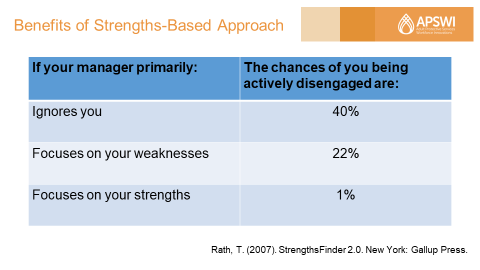 Benefits of Strengths-Based Approach
APSWI
If your manager primarily:
The chances of you being
actively disengaged are:
Ignores you
40%
Focuses on your weaknesses
22%
Focuses on your strengths
1%
Rath, T. (2007). StrengthsFinder 2.0. New York: Gallup Press.